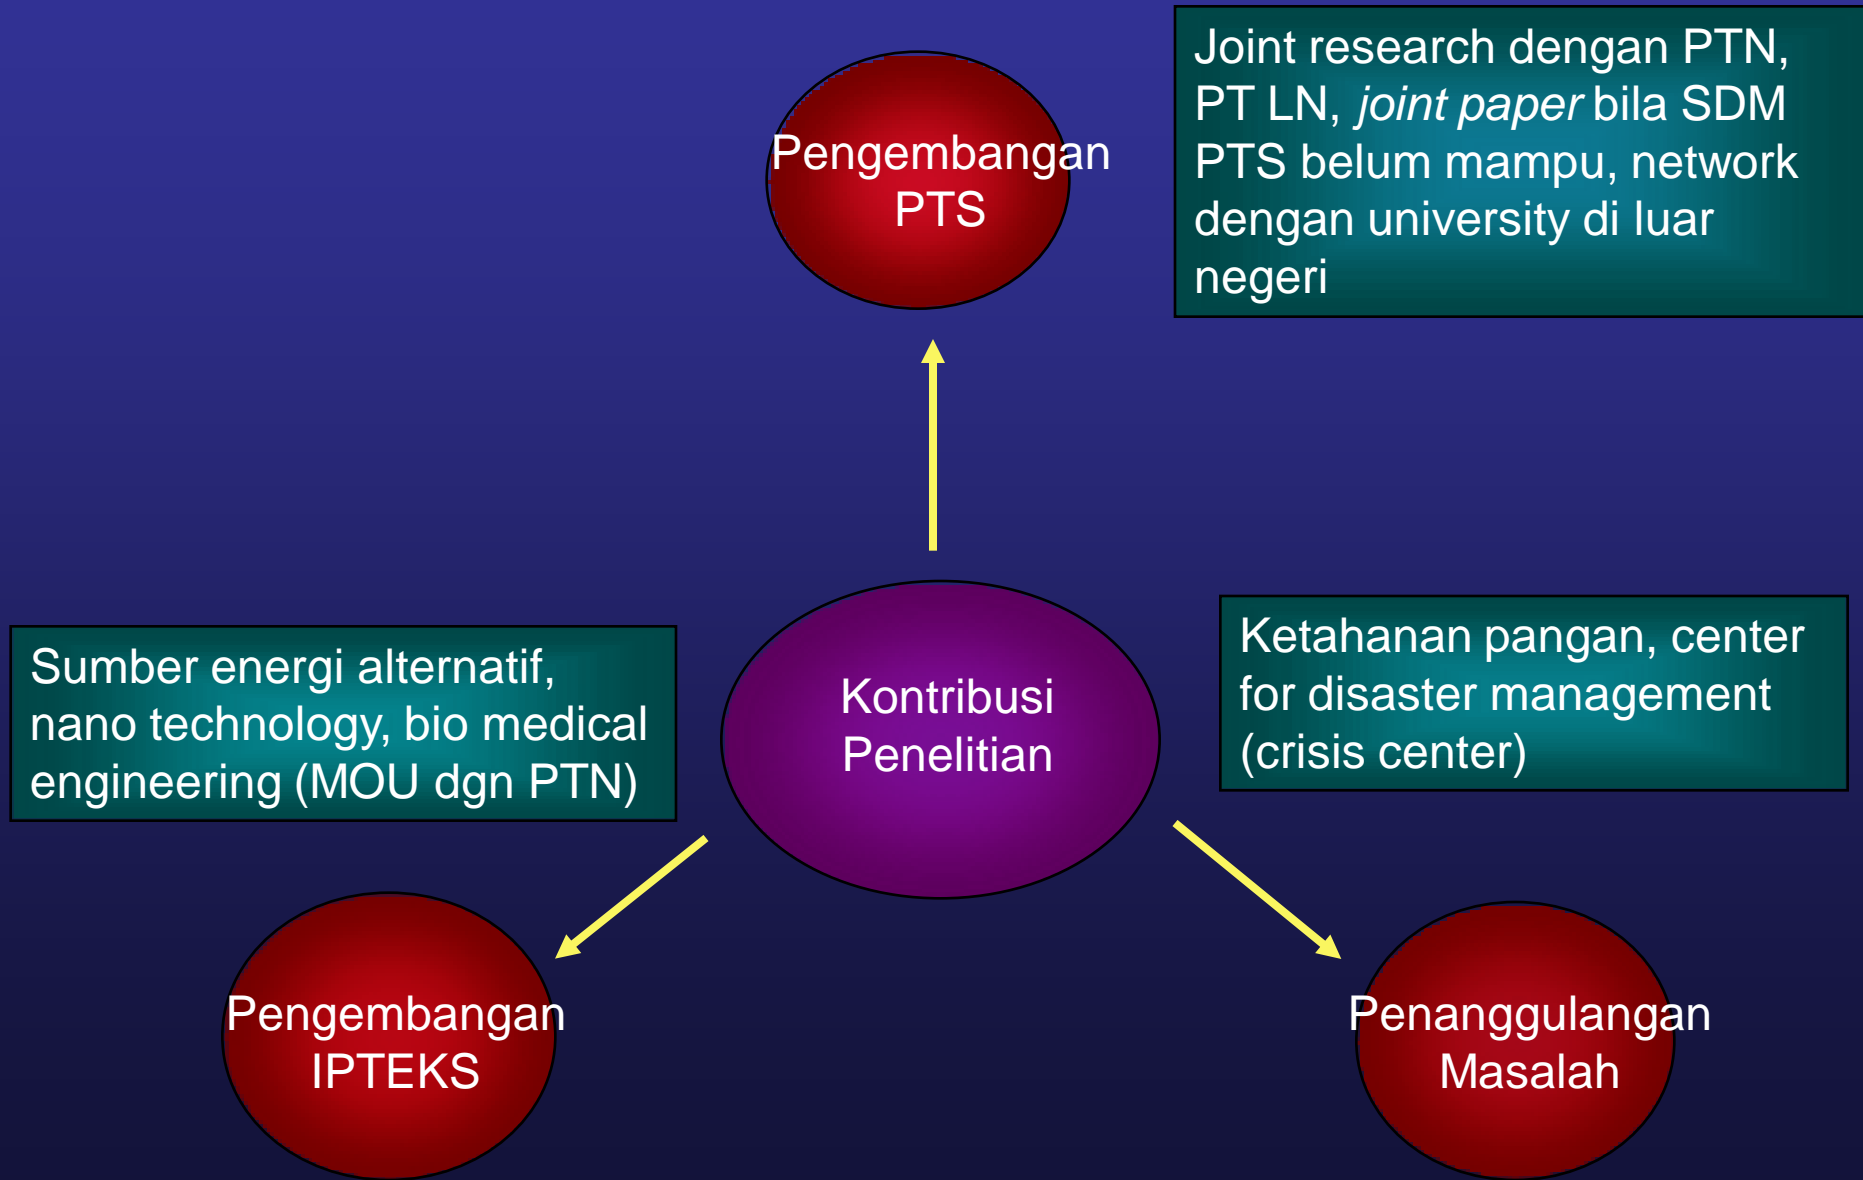 Pengembangan
PTS
Joint research dengan PTN,
PT LN, joint paper bila SDM
PTS belum mampu, network
dengan university di luar
negeri
Sumber energi alternatif,
nano technology, bio medical
engineering (MOU dgn PTN)
Kontribusi
Penelitian
Ketahanan pangan, center
for disaster management
(crisis center)
Pengembangan
IPTEKS
Penanggulangan
Masalah